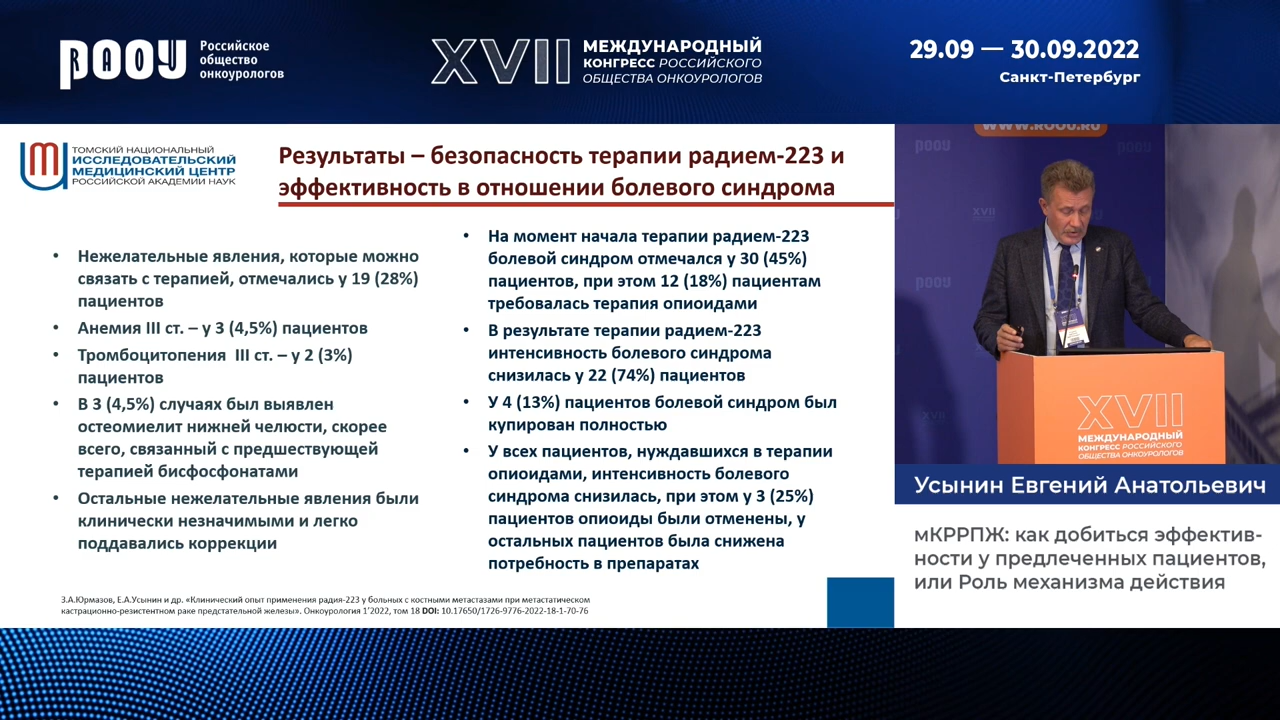 РООУ
RAOU
Российское
общество
онкоурологов
XVII
МЕЖДУНАРОДНЫЙ
КОНГРЕСС РОССИЙСКОГО
ОБЩЕСТВА ОНКОУРОЛОГОВ
29.09 — 30.09.2022
Санкт-Петербург
ТОМСКИЙ НАЦИОНАЛЬНЫЙ
ИССЛЕДОВАТЕЛЬСКИЙ
МЕДИЦИНСКИЙ ЦЕНТР
РОССИЙСКОЙ АКАДЕМИИ НАУК
Результаты – безопасность терапии радием-223 и
эффективность в отношении болевого синдрома
• Нежелательные явления, которые можно
связать с терапией, отмечались у 19 (28%)
пациентов
• Анемия III ст. – у 3 (4,5%) пациентов
• Тромбоцитопения III ст. – у 2 (3%)
пациентов
• В 3 (4,5%) случаях был выявлен
остеомиелит нижней челюсти, скорее
всего, связанный с предшествующей
терапией бисфосфонатами
• Остальные нежелательные явления были
клинически незначимыми и легко
поддавались коррекции
• На момент начала терапии радием-223
болевой синдром отмечался у 30 (45%)
пациентов, при этом 12 (18%) пациентам
требовалась терапия опиоидами
• В результате терапии радием-223
интенсивность болевого синдрома
снизилась у 22 (74%) пациентов
• У 4 (13%) пациентов болевой синдром был
купирован полностью
• У всех пациентов, нуждавшихся в терапии
опиоидами, интенсивность болевого
синдрома снизилась, при этом у 3 (25%)
пациентов опиоиды были отменены, у
остальных пациентов была снижена
потребность в препаратах
З.А.Юрмазов, Е.А.Усынин и др. «Клинический опыт применения радия-223 у больных с костными метастазами при метастатическом
кастрационно-резистентном раке предстательной железы». Онкоурология 1'2022, том 18 DOI: 10.17650/1726-9776-2022-18-1-70-76
WWW.ROOU.RU
РООУ
XVII
РООУ
XVII
МЕЖДУНАРОДНЫЙ
КОНГРЕСС РОССИЙСКОГО
ОБЩЕСТВА ОНКОУРОЛОГОВ
Усынин Евгений Анатольевич
мКРРПЖ: как добиться эффектив-
ности у предлеченных пациентов,
или Роль механизма действия